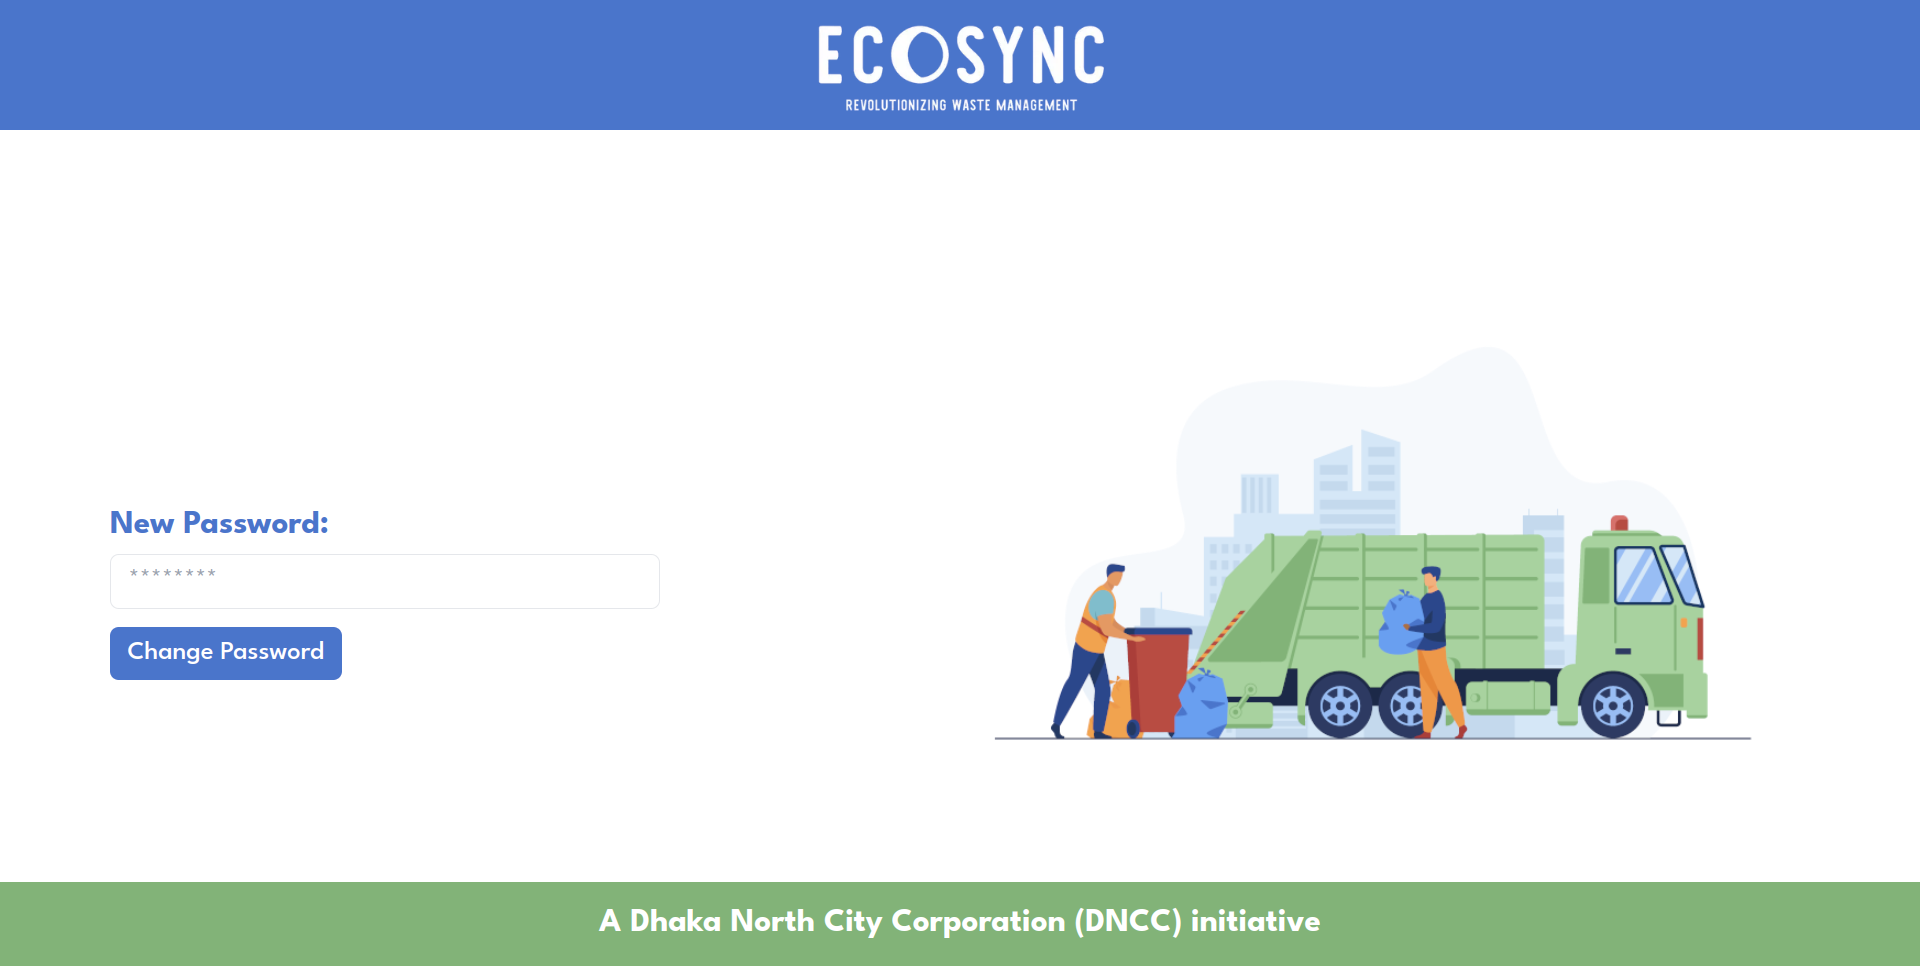 ECOSYNC
REVOLUTIONIZING WASTE MANAGEMENT
New Password:
********
Change Password
A Dhaka North City Corporation (DNCC) initiative